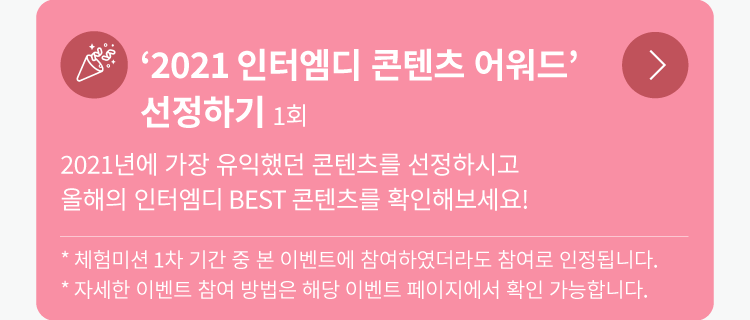 ‘2021 인터엠디 콘텐츠 어워드’
선정하기 1회
2021년에 가장 유익했던 콘텐츠를 선정하시고
올해의 인터엠디 BEST 콘텐츠를 확인해보세요!
* 체험미션 1차 기간 중 본 이벤트에 참여하였더라도 참여로 인정됩니다.
* 자세한 이벤트 참여 방법은 해당 이벤트 페이지에서 확인 가능합니다.